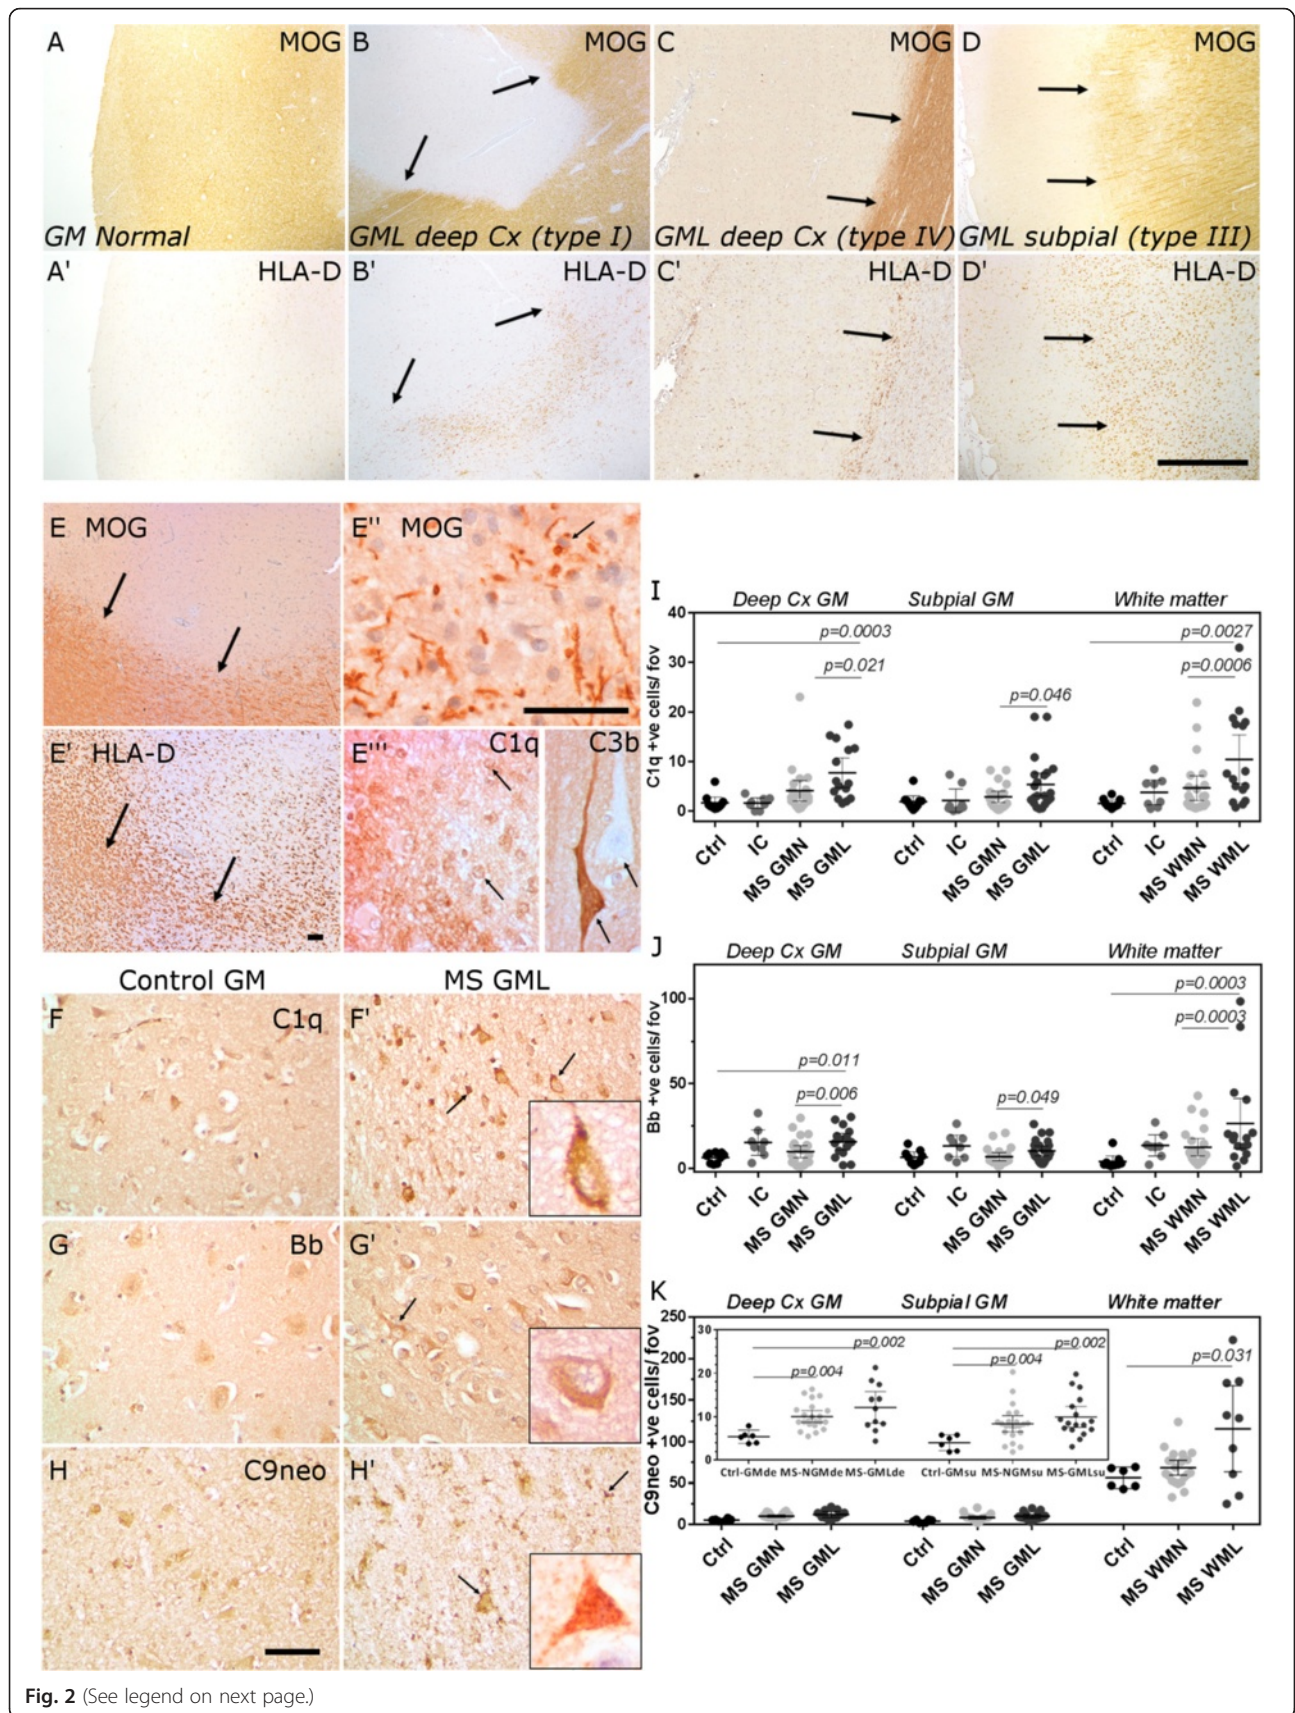 A MOG
B MOG
C MOG
D MOG
GM Normal
GML deep Cx (type I)
GML deep Cx (type IV)
GML subpial (type III)
A' HLA-D
B' HLA-D
C' HLA-D
D' HLA-D
E MOG
E'' MOG
E' HLA-D
E''' C1q
C3b
Control GM
MS GML
F C1q
F'
G Bb
G'
H C9neo
H'
I
Deep Cx GM Subpial GM White matter
C1q +ve cells/ fov
40
30
20
10
0
p=0.0003
p=0.021
p=0.046
p=0.0027
p=0.0006
Ctrl IC MS GMN MS GML Ctrl IC MS GMN MS GML Ctrl IC MS WMN MS WML
J
Deep Cx GM Subpial GM White matter
Bb +ve cells/ fov
100
50
0
p=0.011
p=0.006
p=0.049
p=0.0003
p=0.0003
Ctrl IC MS GMN MS GML Ctrl IC MS GMN MS GML Ctrl IC MS WMN MS WML
K
Deep Cx GM Subpial GM White matter
C9neo +ve cells/ fov
250
200
150
100
50
0
30
20
10
0
p=0.002
p=0.004
p=0.002
p=0.004
p=0.031
Ctrl-GMde MS-NGMde MS-GMLde Ctrl-GMsu MS-NGMsu MS-GMLsu
Ctrl MS GMN MS GML Ctrl MS GMN MS GML Ctrl MS WMN MS WML
Fig. 2 (See legend on next page.)